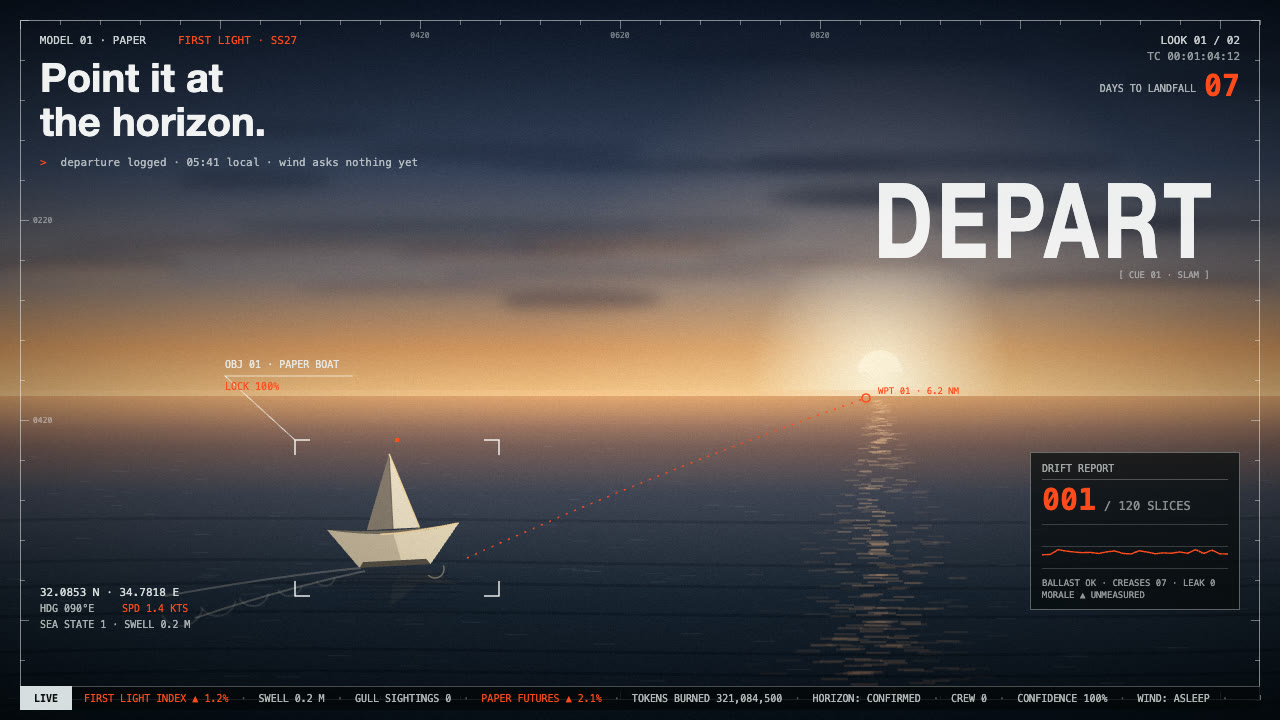 MODEL 01 · PAPER FIRST LIGHT · SS27
Point it at
the horizon.
> departure logged · 05:41 local · wind asks nothing yet
0420 0620 0820
LOOK 01 / 02
TC 00:01:04:12
DAYS TO LANDFALL 07
0220
DEPART
[ CUE 01 · SLAM ]
OBJ 01 · PAPER BOAT
LOCK 100%
WPT 01 · 6.2 NM
0420
DRIFT REPORT
001 / 120 SLICES
BALLAST OK · CREASES 07 · LEAK 0
MORALE ▲ UNMEASURED
32.0853 N · 34.7818 E
HDG 090°E SPD 1.4 KTS
SEA STATE 1 · SWELL 0.2 M
LIVE FIRST LIGHT INDEX ▲ 1.2% · SWELL 0.2 M · GULL SIGHTINGS 0 · PAPER FUTURES ▲ 2.1% · TOKENS BURNED 321,084,500 · HORIZON: CONFIRMED · CREW 0 · CONFIDENCE 100% · WIND: ASLEEP ·